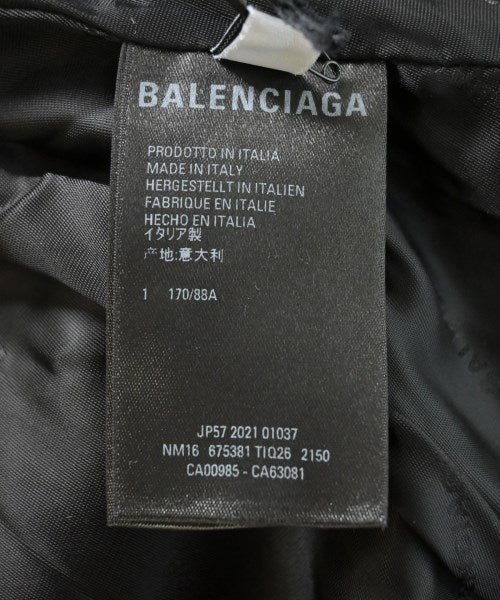 BALENCIAGA
PRODOTTO IN ITALIA
MADE IN ITALY
HERGESTELLT IN ITALIEN
FABRIQUE EN ITALIE
HECHO EN ITALIA
イタリア製
产地:意大利
1 170/88A
JP57 2021 01037
NM16 675381 TIQ26 2150
CA00985 - CA63081